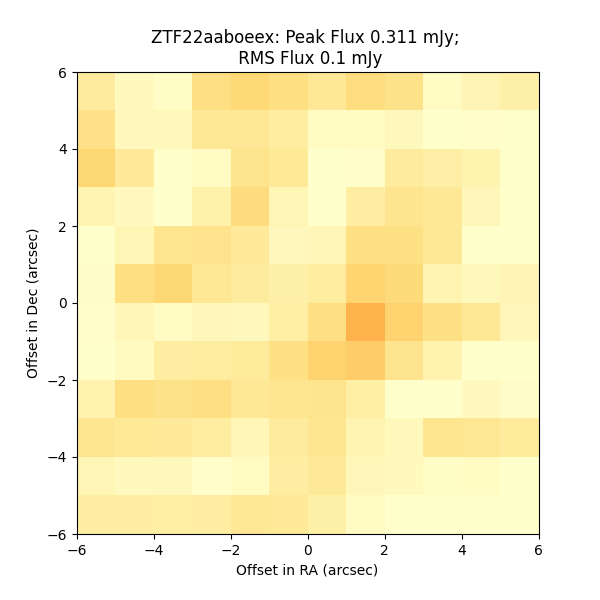 ZTF22aaboeex: Peak Flux 0.311 mJy;
RMS Flux 0.1 mJy
6
4
2
0
−2
−4
−6
Offset in Dec (arcsec)
−6 −4 −2 0 2 4 6
Offset in RA (arcsec)